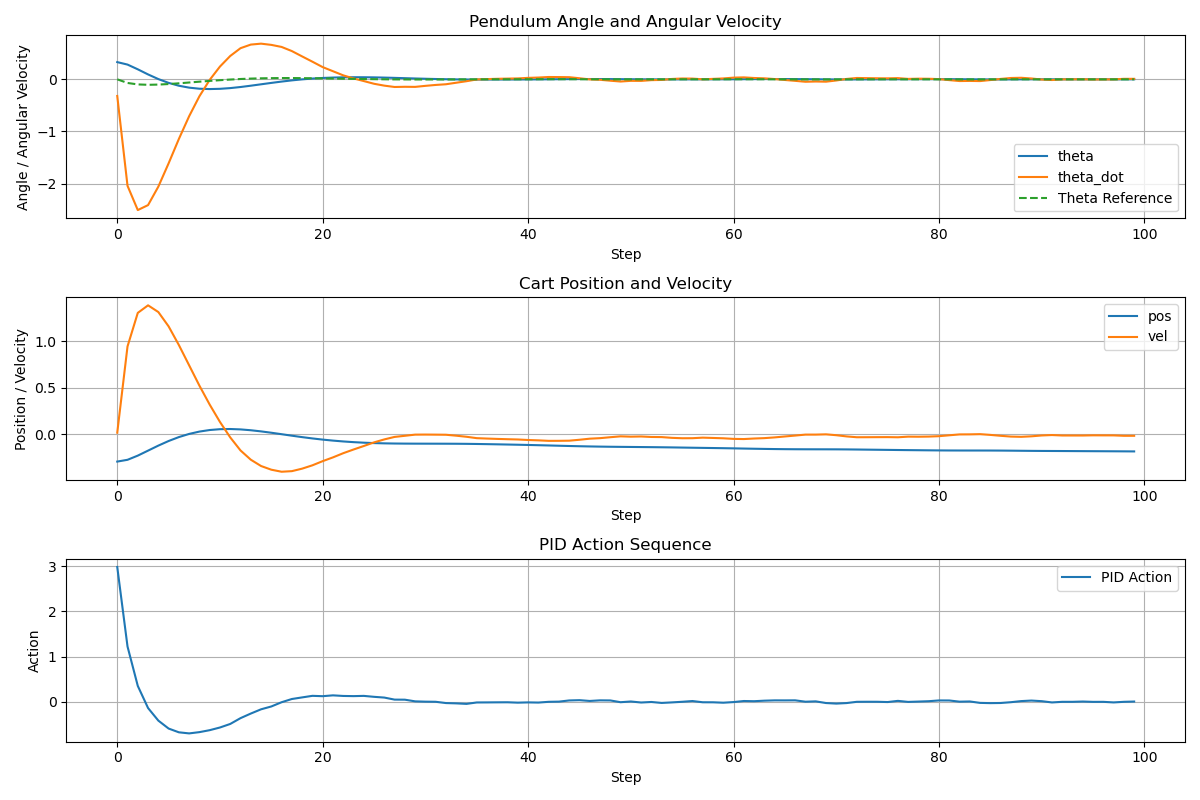 Pendulum Angle and Angular Velocity
Angle / Angular Velocity
0
−1
−2
theta
theta_dot
Theta Reference
0 20 40 60 80 100
Step
Cart Position and Velocity
Position / Velocity
1.0
0.5
0.0
pos
vel
0 20 40 60 80 100
Step
PID Action Sequence
Action
3
2
1
0
PID Action
0 20 40 60 80 100
Step